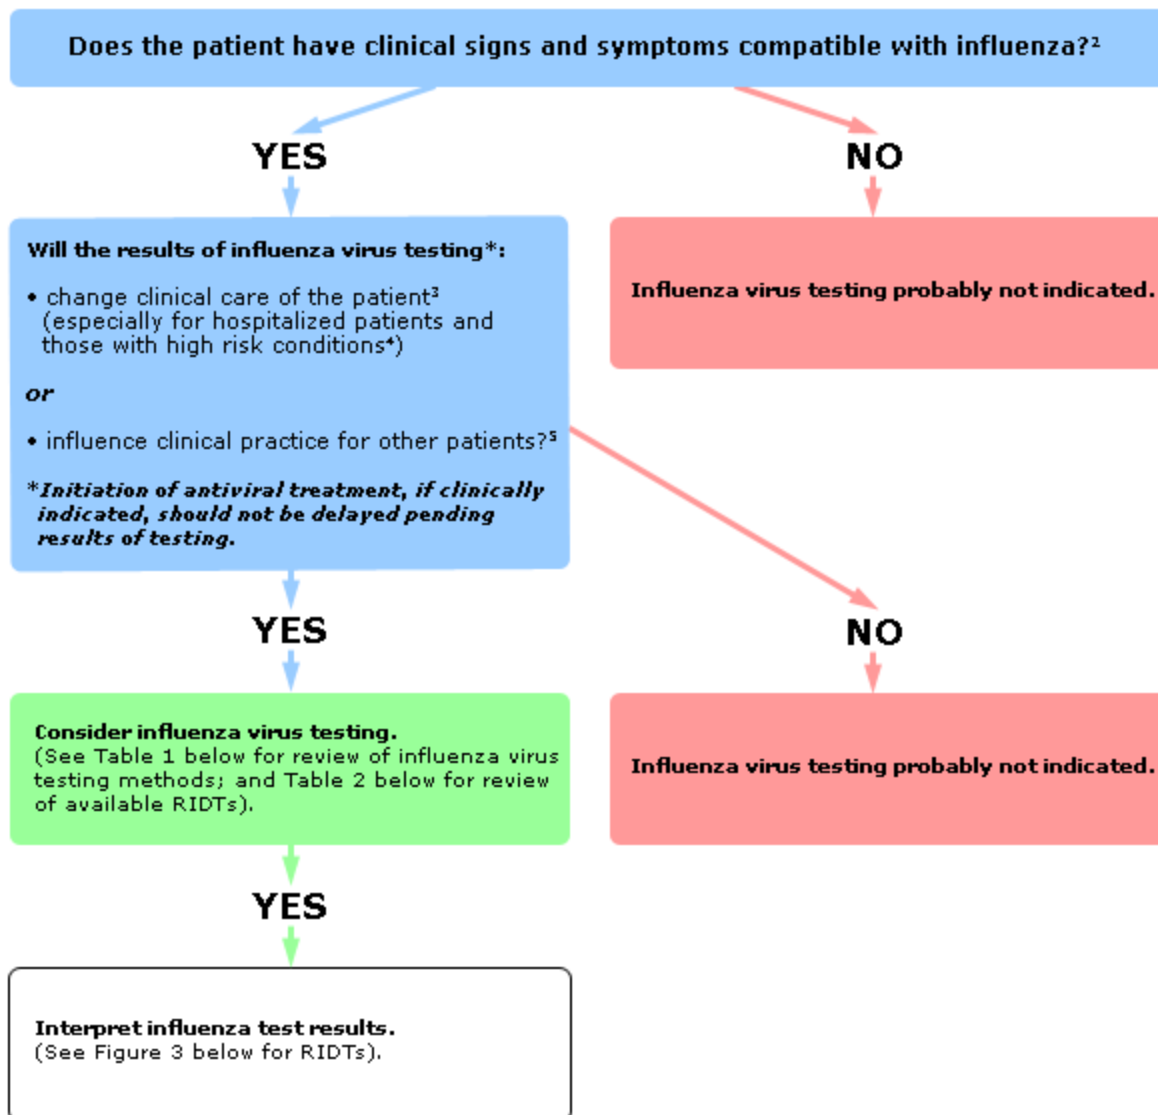 Does the patient have clinical signs and symptoms compatible with influenza?²
YES
NO
Will the results of influenza virus testing*:
• change clinical care of the patient³
(especially for hospitalized patients and
those with high risk conditions⁴)
or
• influence clinical practice for other patients?⁵
*Initiation of antiviral treatment, if clinically
indicated, should not be delayed pending
results of testing.
Influenza virus testing probably not indicated.
YES
NO
Consider influenza virus testing.
(See Table 1 below for review of influenza virus
testing methods; and Table 2 below for review
of available RIDTs).
Influenza virus testing probably not indicated.
YES
Interpret influenza test results.
(See Figure 3 below for RIDTs).